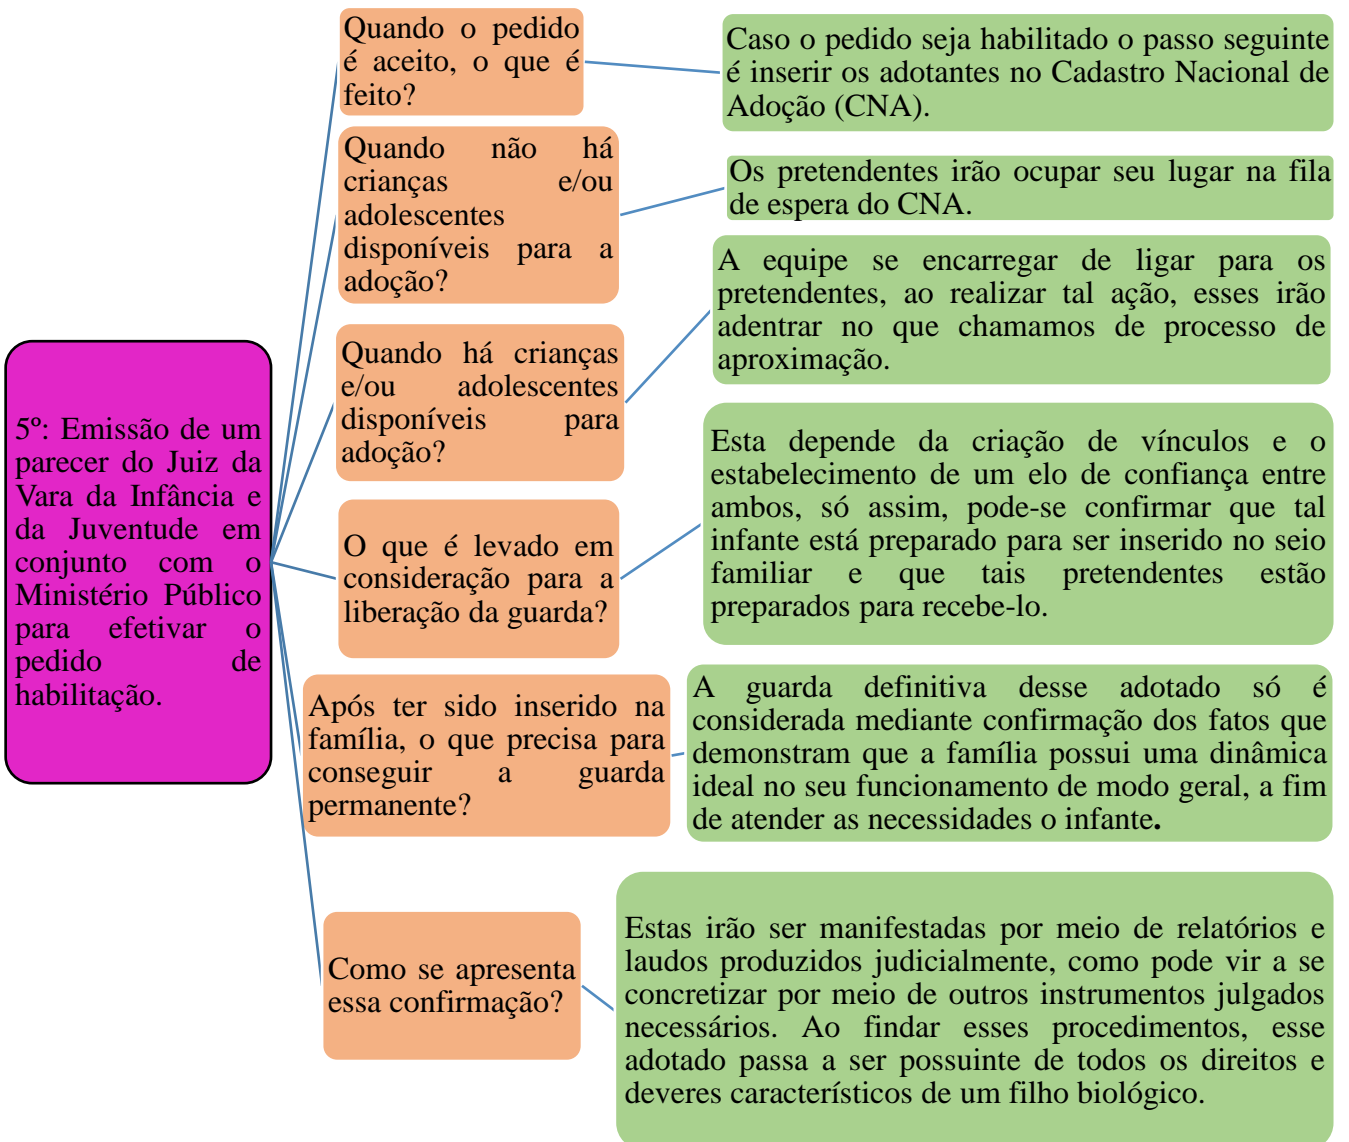 5º: Emissão de um
parecer do Juiz da
Vara da Infância e
da Juventude em
conjunto com o
Ministério Público
para efetivar o
pedido de
habilitação.
Quando o pedido
é aceito, o que é
feito?
Caso o pedido seja habilitado o passo seguinte
é inserir os adotantes no Cadastro Nacional de
Adoção (CNA).
Quando não há
crianças e/ou
adolescentes
disponíveis para a
adoção?
Os pretendentes irão ocupar seu lugar na fila
de espera do CNA.
Quando há crianças
e/ou adolescentes
disponíveis para
adoção?
A equipe se encarregar de ligar para os
pretendentes, ao realizar tal ação, esses irão
adentrar no que chamamos de processo de
aproximação.
O que é levado em
consideração para a
liberação da guarda?
Esta depende da criação de vínculos e o
estabelecimento de um elo de confiança entre
ambos, só assim, pode-se confirmar que tal
infante está preparado para ser inserido no seio
familiar e que tais pretendentes estão
preparados para recebe-lo.
Após ter sido inserido na
família, o que precisa para
conseguir a guarda
permanente?
A guarda definitiva desse adotado só é
considerada mediante confirmação dos fatos que
demonstram que a família possui uma dinâmica
ideal no seu funcionamento de modo geral, a fim
de atender as necessidades o infante.
Como se apresenta
essa confirmação?
Estas irão ser manifestadas por meio de relatórios e
laudos produzidos judicialmente, como pode vir a se
concretizar por meio de outros instrumentos julgados
necessários. Ao findar esses procedimentos, esse
adotado passa a ser possuinte de todos os direitos e
deveres característicos de um filho biológico.